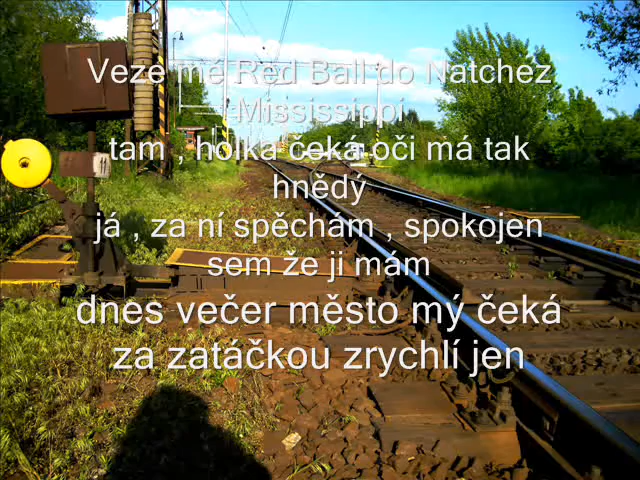 Veze mé Red Ball do Natchez
Mississippi
tam , holka čeká oči má tak
hnědý
já , za ní spěchám , spokojen
sem že ji mám
dnes večer město mý čeká
za zatáčkou zrychlí jen